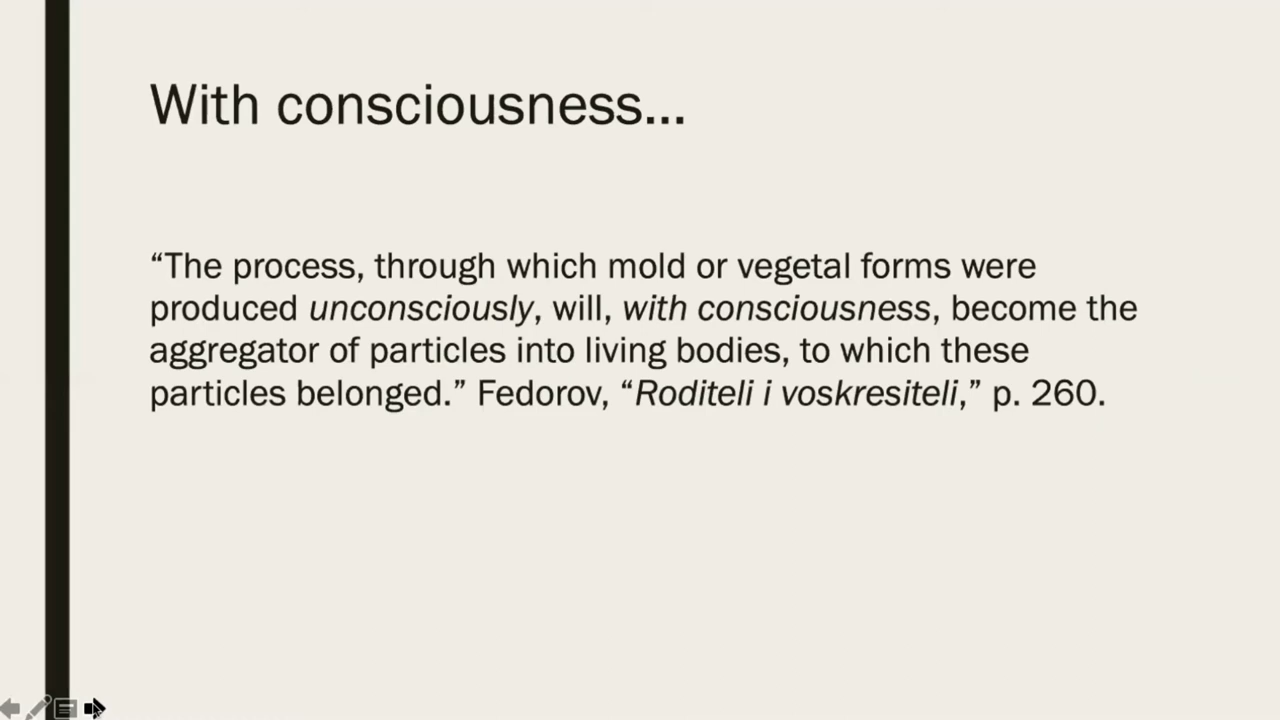 With consciousness...
“The process, through which mold or vegetal forms were
produced unconsciously, will, with consciousness, become the
aggregator of particles into living bodies, to which these
particles belonged.” Fedorov, “Roditeli i voskresiteli,” p. 260.